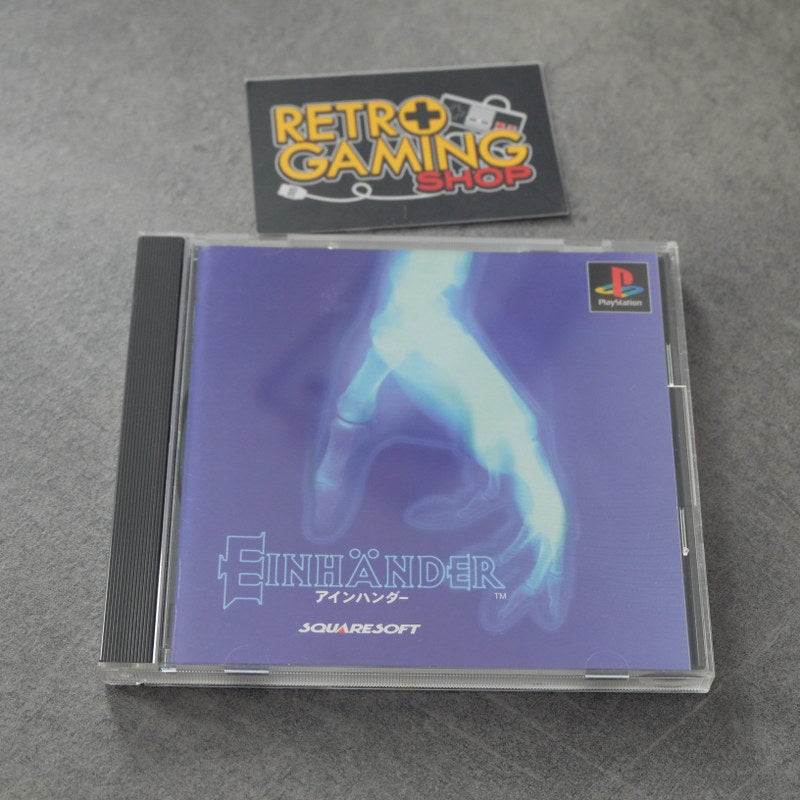 RETRO
GAMING
SHOP
PlayStation
EINHÄNDER
アインハンダー
TM
SQUARESOFT